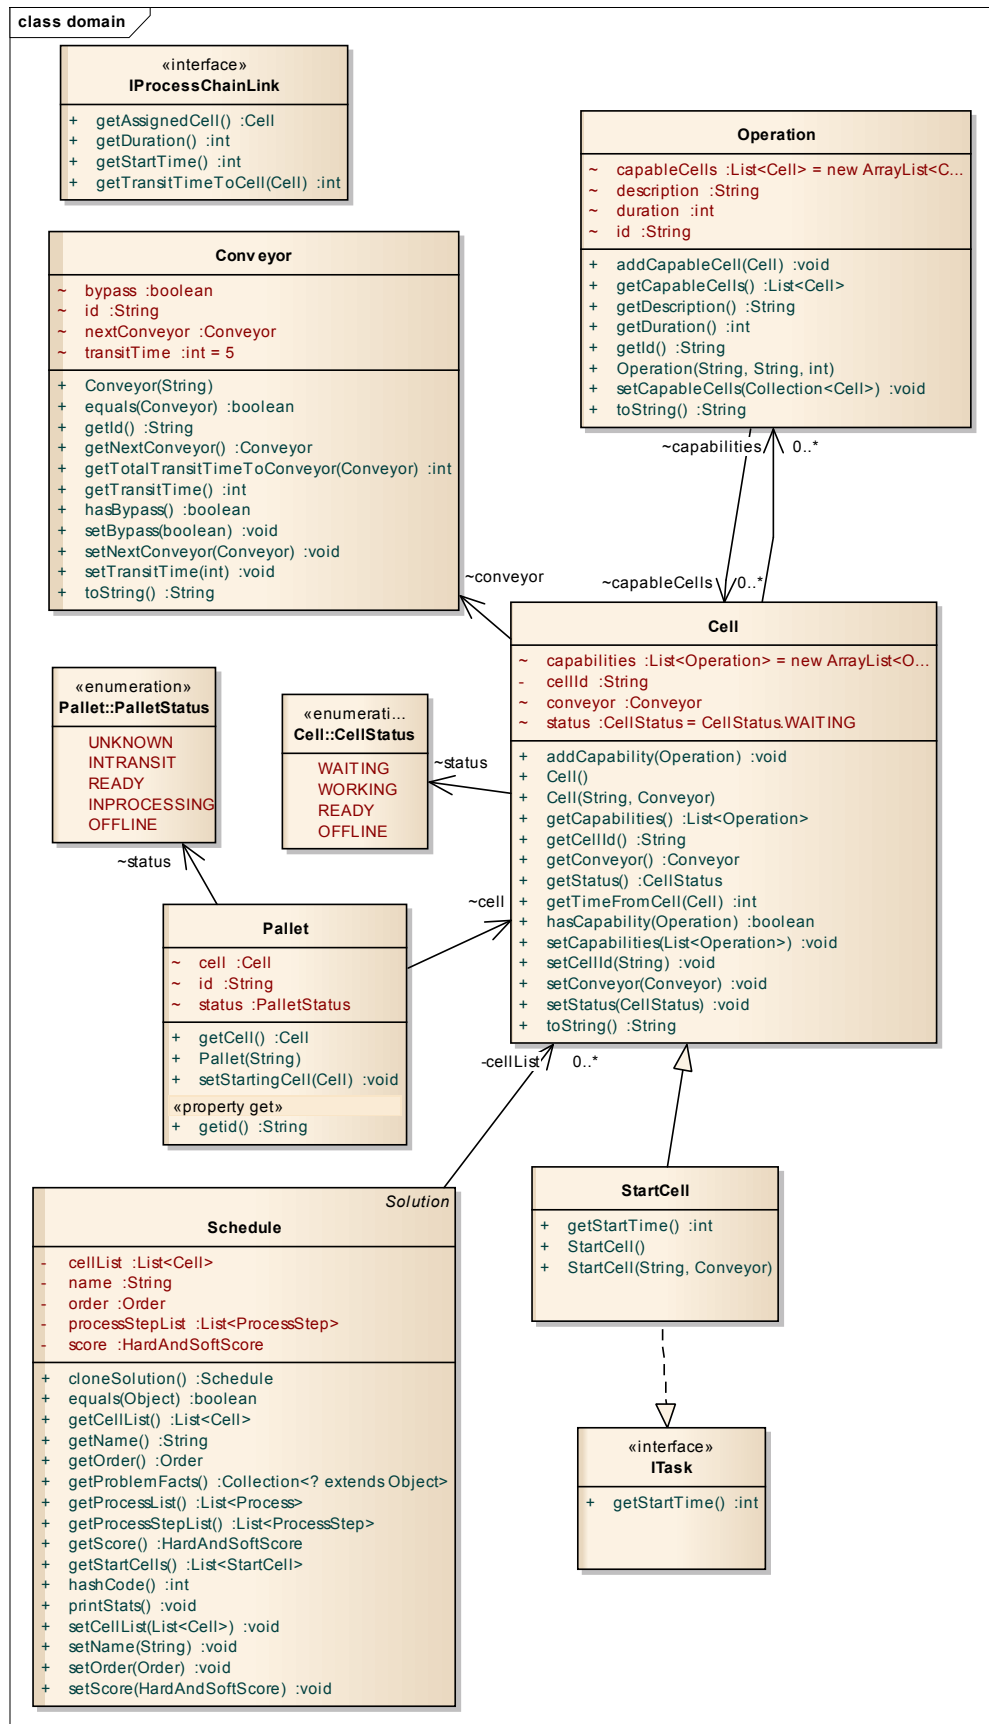 class domain
«interface»
IProcessChainLink
+ getAssignedCell() :Cell
+ getDuration() :int
+ getStartTime() :int
+ getTransitTimeToCell(Cell) :int
Operation
~ capableCells :List<Cell> = new ArrayList<C...
~ description :String
~ duration :int
~ id :String
+ addCapableCell(Cell) :void
+ getCapableCells() :List<Cell>
+ getDescription() :String
+ getDuration() :int
+ getId() :String
+ Operation(String, String, int)
+ setCapableCells(Collection<Cell>) :void
+ toString() :String
Conveyor
~ bypass :boolean
~ id :String
~ nextConveyor :Conveyor
~ transitTime :int = 5
+ Conveyor(String)
+ equals(Conveyor) :boolean
+ getId() :String
+ getNextConveyor() :Conveyor
+ getTotalTransitTimeToConveyor(Conveyor) :int
+ getTransitTime() :int
+ hasBypass() :boolean
+ setBypass(boolean) :void
+ setNextConveyor(Conveyor) :void
+ setTransitTime(int) :void
+ toString() :String
~capabilities 0..*
~conveyor
~capableCells 0..*
Cell
~ capabilities :List<Operation> = new ArrayList<O...
- cellId :String
~ conveyor :Conveyor
~ status :CellStatus = CellStatus.WAITING
+ addCapability(Operation) :void
+ Cell()
+ Cell(String, Conveyor)
+ getCapabilities() :List<Operation>
+ getCellId() :String
+ getConveyor() :Conveyor
+ getStatus() :CellStatus
+ getTimeFromCell(Cell) :int
+ hasCapability(Operation) :boolean
+ setCapabilities(List<Operation>) :void
+ setCellId(String) :void
+ setConveyor(Conveyor) :void
+ setStatus(CellStatus) :void
+ toString() :String
«enumeration»
Pallet::PalletStatus
UNKNOWN
INTRANSIT
READY
INPROCESSING
OFFLINE
«enumerati...
Cell::CellStatus
WAITING
WORKING
READY
OFFLINE
~status
~status
~cell
Pallet
~ cell :Cell
~ id :String
~ status :PalletStatus
+ getCell() :Cell
+ Pallet(String)
+ setStartingCell(Cell) :void
«property get»
+ getid() :String
-cellList 0..*
StartCell
+ getStartTime() :int
+ StartCell()
+ StartCell(String, Conveyor)
Solution
Schedule
- cellList :List<Cell>
- name :String
- order :Order
- processStepList :List<ProcessStep>
- score :HardAndSoftScore
+ cloneSolution() :Schedule
+ equals(Object) :boolean
+ getCellList() :List<Cell>
+ getName() :String
+ getOrder() :Order
+ getProblemFacts() :Collection<? extends Object>
+ getProcessList() :List<Process>
+ getProcessStepList() :List<ProcessStep>
+ getScore() :HardAndSoftScore
+ getStartCells() :List<StartCell>
+ hashCode() :int
+ printStats() :void
+ setCellList(List<Cell>) :void
+ setName(String) :void
+ setOrder(Order) :void
+ setScore(HardAndSoftScore) :void
«interface»
ITask
+ getStartTime() :int